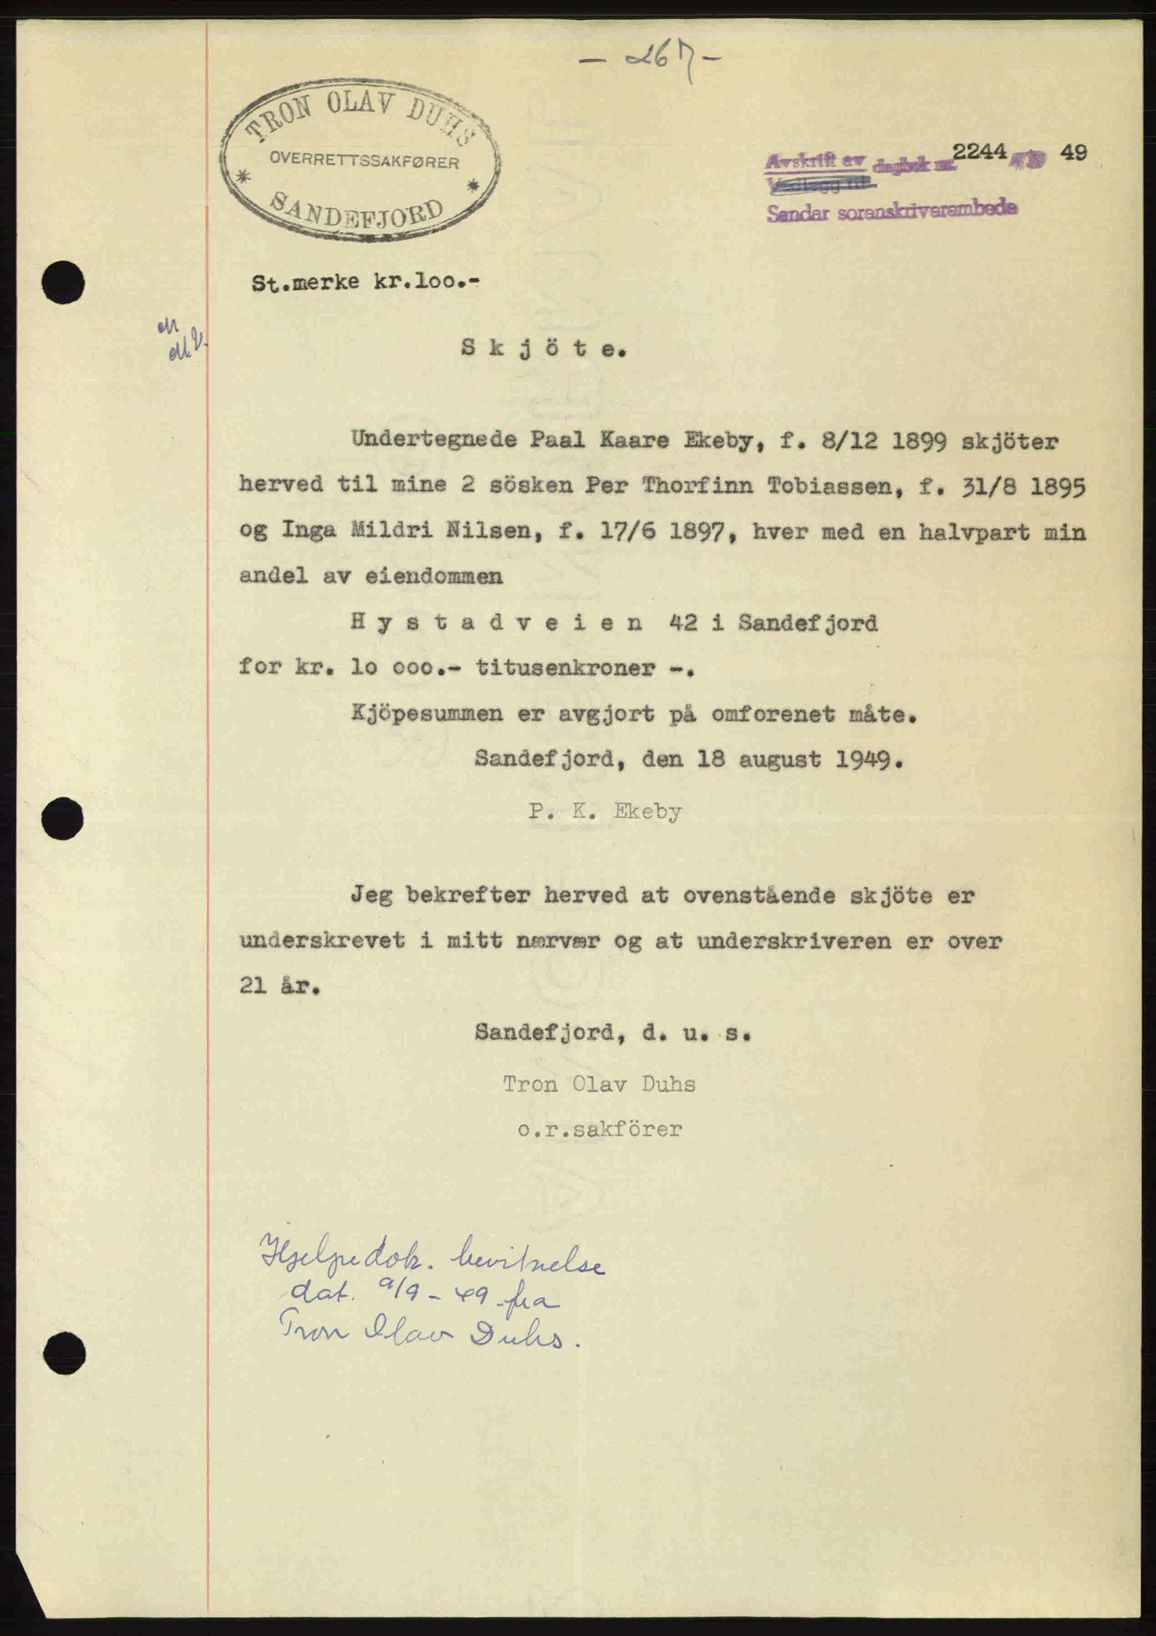 - 267 -
TRON OLAV DUHS
OVERRETTSSAKFØRER
* SANDEFJORD *
Avskrift av dagbok nr. 2244 49
Vedlegg til
Sandar sorenskriverembede
St.merke kr.loo.-
S k j ö t e.
Undertegnede Paal Kaare Ekeby, f. 8/12 1899 skjöter
herved til mine 2 sösken Per Thorfinn Tobiassen, f. 31/8 1895
og Inga Mildri Nilsen, f. 17/6 1897, hver med en halvpart min
andel av eiendommen
H y s t a d v e i e n 42 i Sandefjord
for kr. lo ooo.- titusenkroner -.
Kjöpesummen er avgjort på omforenet måte.
Sandefjord, den 18 august 1949.
P. K. Ekeby
Jeg bekrefter herved at ovenstående skjöte er
underskrevet i mitt nærvær og at underskriveren er over
21 år.
Sandefjord, d. u. s.
Tron Olav Duhs
o.r.sakförer
Hjelpedok. bevitnelse
dat. 9/9 - 49 fra
Tron Olav Duhs.